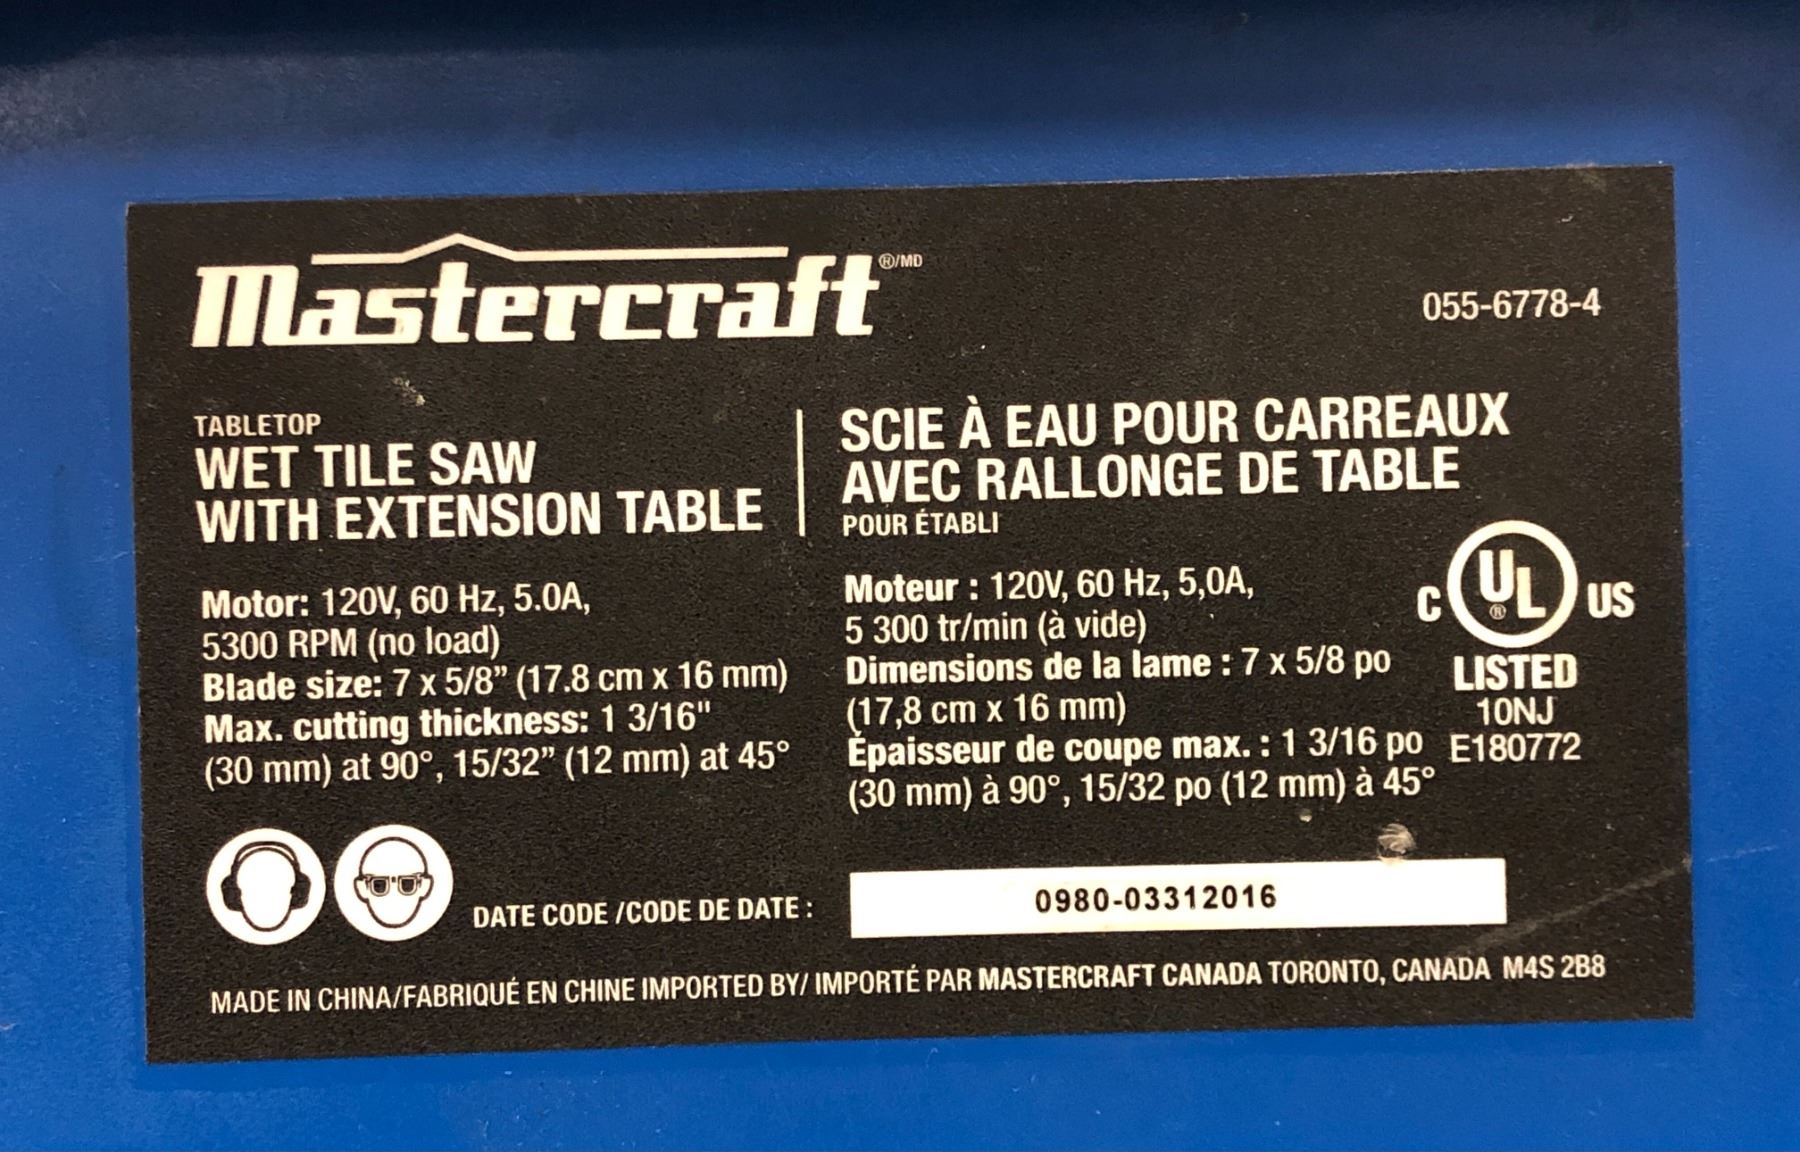 Mastercraft®/MD
055-6778-4
TABLETOP
WET TILE SAW
WITH EXTENSION TABLE
SCIE À EAU POUR CARREAUX
AVEC RALLONGE DE TABLE
POUR ÉTABLI
Motor: 120V, 60 Hz, 5.0A,
5300 RPM (no load)
Blade size: 7 x 5/8” (17.8 cm x 16 mm)
Max. cutting thickness: 1 3/16"
(30 mm) at 90°, 15/32” (12 mm) at 45°
Moteur : 120V, 60 Hz, 5,0A,
5 300 tr/min (à vide)
Dimensions de la lame : 7 x 5/8 po
(17,8 cm x 16 mm)
Épaisseur de coupe max. : 1 3/16 po
(30 mm) à 90°, 15/32 po (12 mm) à 45°
C UL® US
LISTED
10NJ
E180772
DATE CODE /CODE DE DATE :
0980-03312016
MADE IN CHINA/FABRIQUÉ EN CHINE IMPORTED BY/ IMPORTÉ PAR MASTERCRAFT CANADA TORONTO, CANADA M4S 2B8